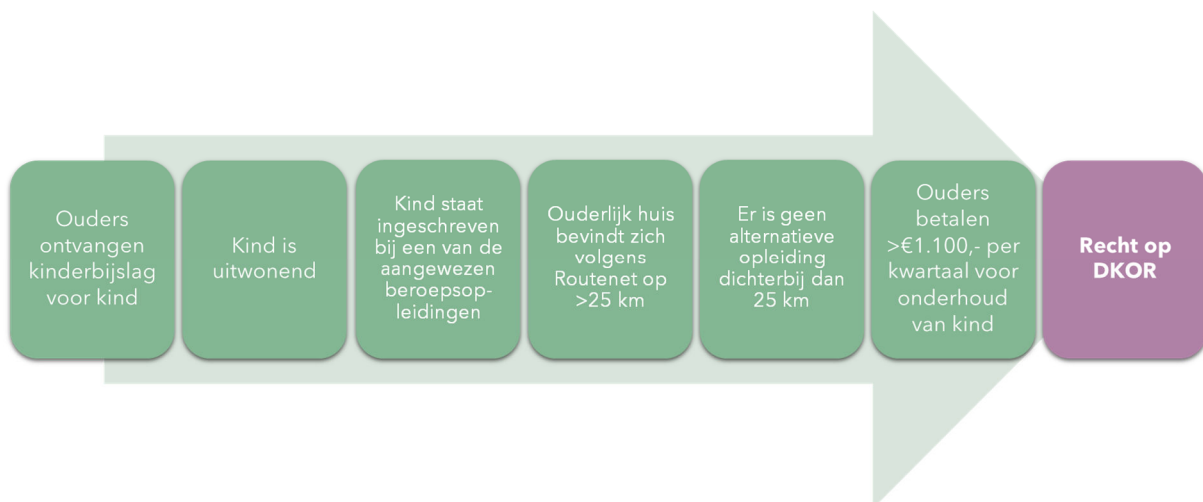 Ouders
ontvangen
kinderbijslag
voor kind
Kind is
uitwonend
Kind staat
ingeschreven
bij een van de
aangewezen
beroepsop-
leidingen
Ouderlijk huis
bevindt zich
volgens
Routenet op
>25 km
Er is geen
alternatieve
opleiding
dichterbij dan
25 km
Ouders
betalen
>€1.100,- per
kwartaal voor
onderhoud
van kind
Recht op
DKOR